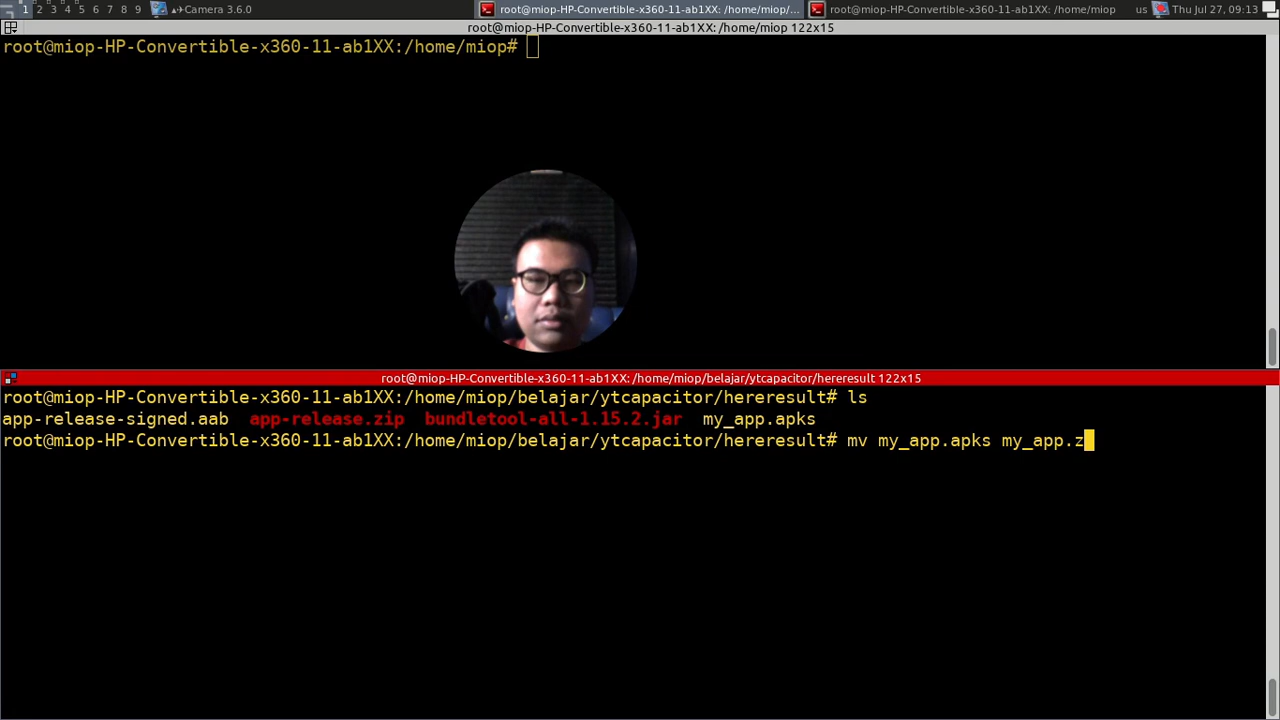 1 2 3 4 5 6 7 8 9 Camera 3.6.0 root@miop-HP-Convertible-x360-11-ab1XX: /home/miop/... root@miop-HP-Convertible-x360-11-ab1XX: /home/miop us Thu Jul 27, 09:13
root@miop-HP-Convertible-x360-11-ab1XX: /home/miop 122x15
root@miop-HP-Convertible-x360-11-ab1XX:/home/miop#
root@miop-HP-Convertible-x360-11-ab1XX: /home/miop/belajar/ytcapacitor/hereresult 122x15
root@miop-HP-Convertible-x360-11-ab1XX:/home/miop/belajar/ytcapacitor/hereresult# ls
app-release-signed.aab app-release.zip bundletool-all-1.15.2.jar my_app.apks
root@miop-HP-Convertible-x360-11-ab1XX:/home/miop/belajar/ytcapacitor/hereresult# mv my_app.apks my_app.z